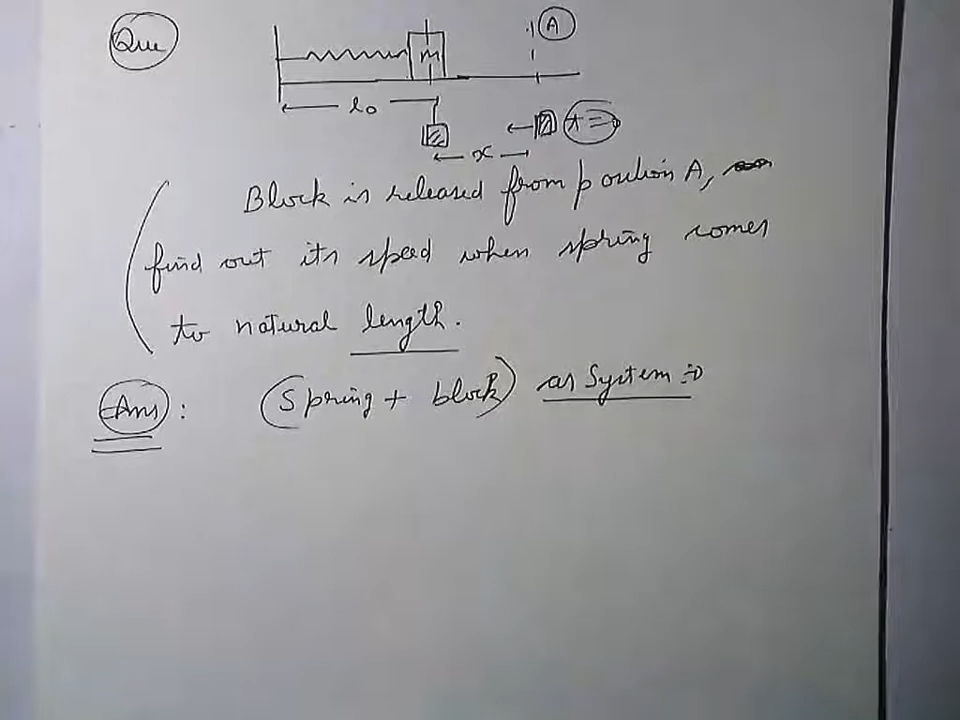 Que
m
A
l0
x
Block is released from position A,
find out its speed when spring comes
to natural length.
Ans: (Spring + block) as System :-